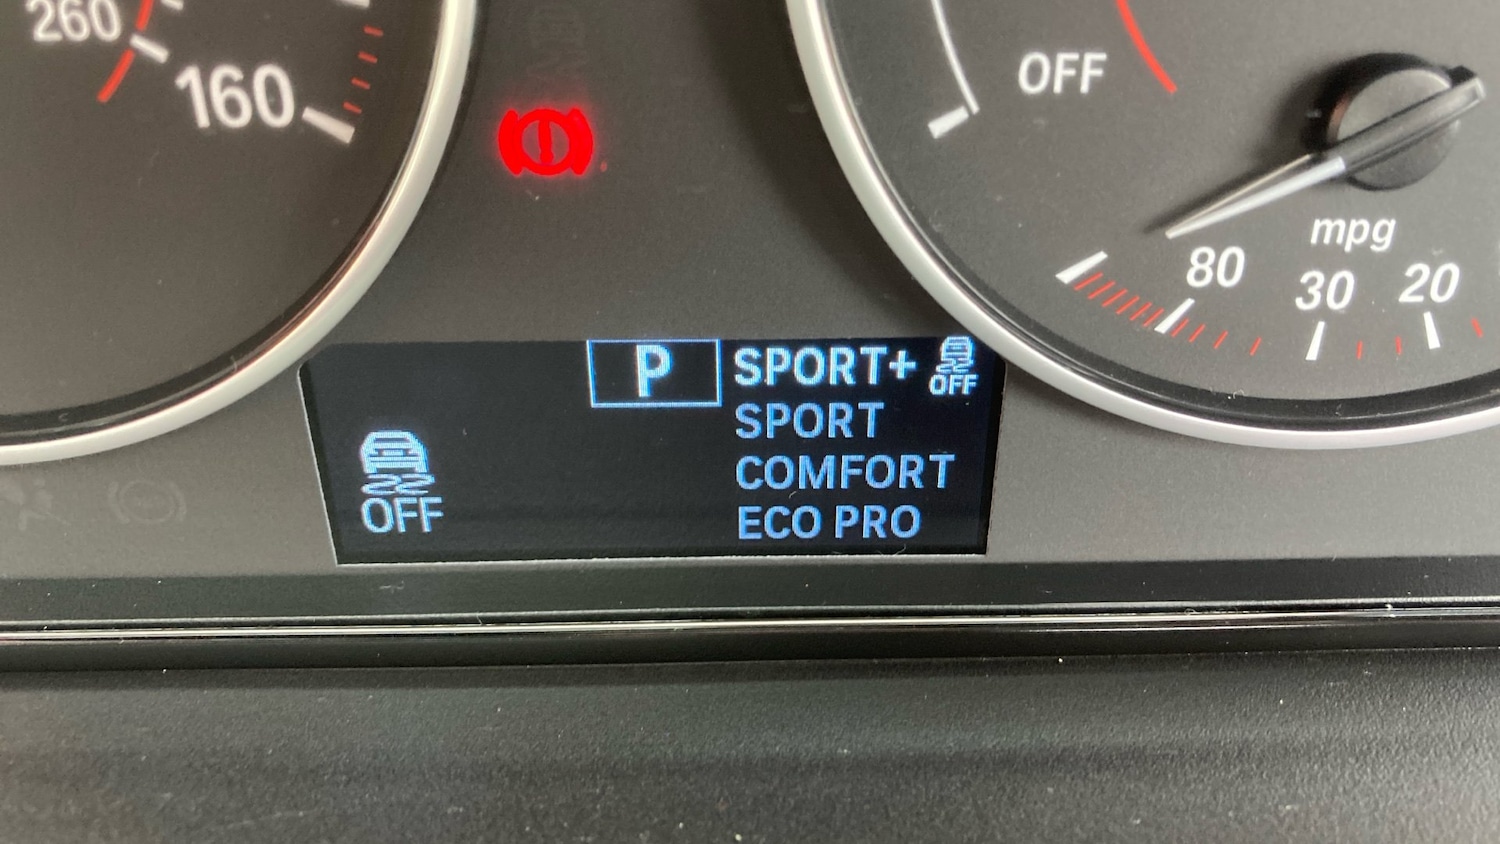 260
160
OFF
mpg
80
30
20
P
SPORT+
OFF
SPORT
COMFORT
ECO PRO
OFF